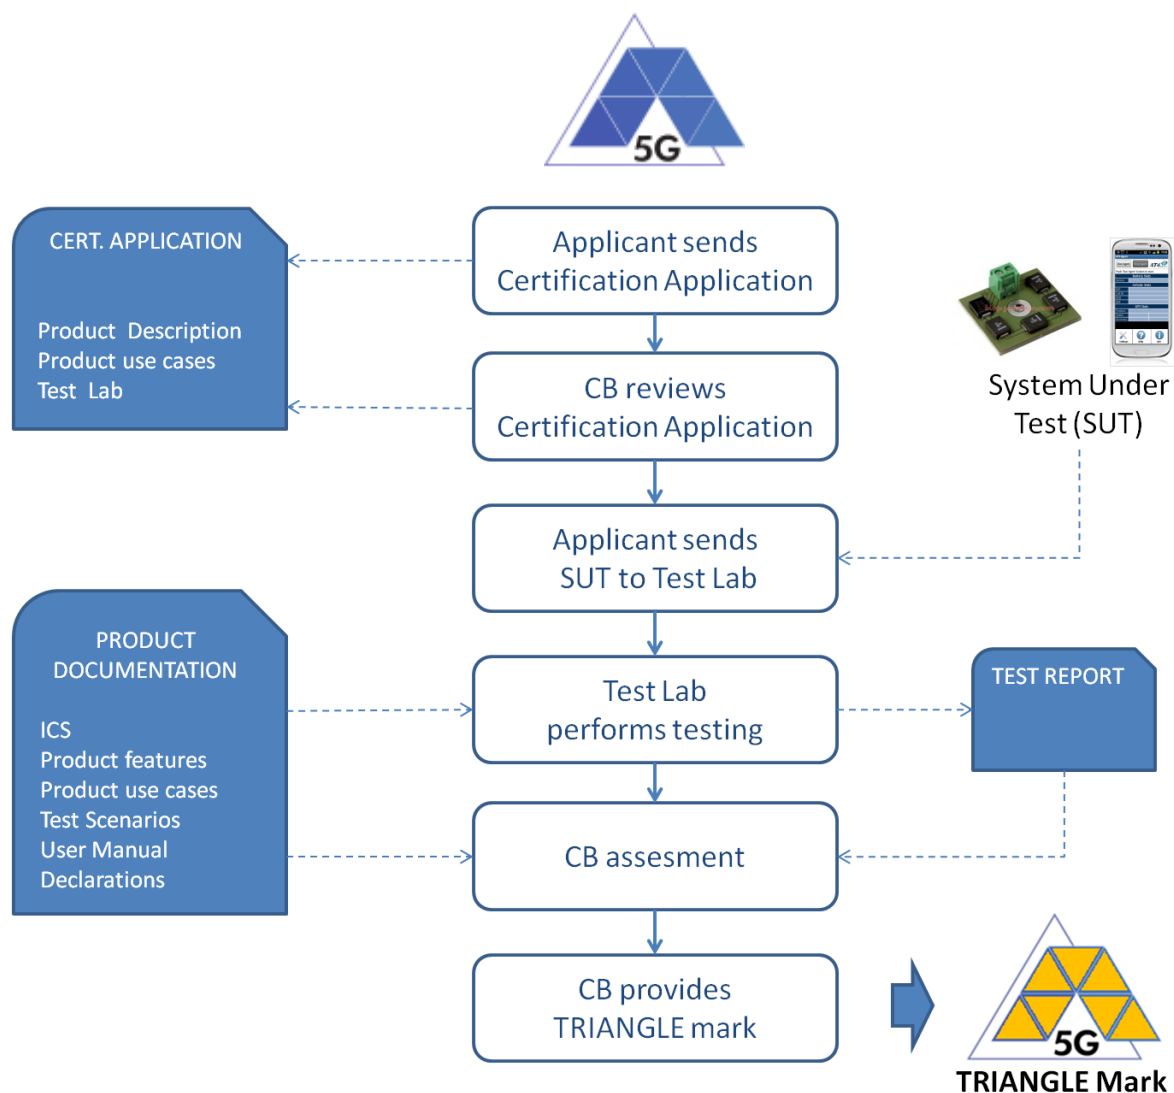 5G
Applicant sends
Certification Application
CERT. APPLICATION
Product Description
Product use cases
Test Lab
CB reviews
Certification Application
System Under
Test (SUT)
Applicant sends
SUT to Test Lab
PRODUCT
DOCUMENTATION
ICS
Product features
Product use cases
Test Scenarios
User Manual
Declarations
Test Lab
performs testing
TEST REPORT
CB assesment
CB provides
TRIANGLE mark
5G
TRIANGLE Mark